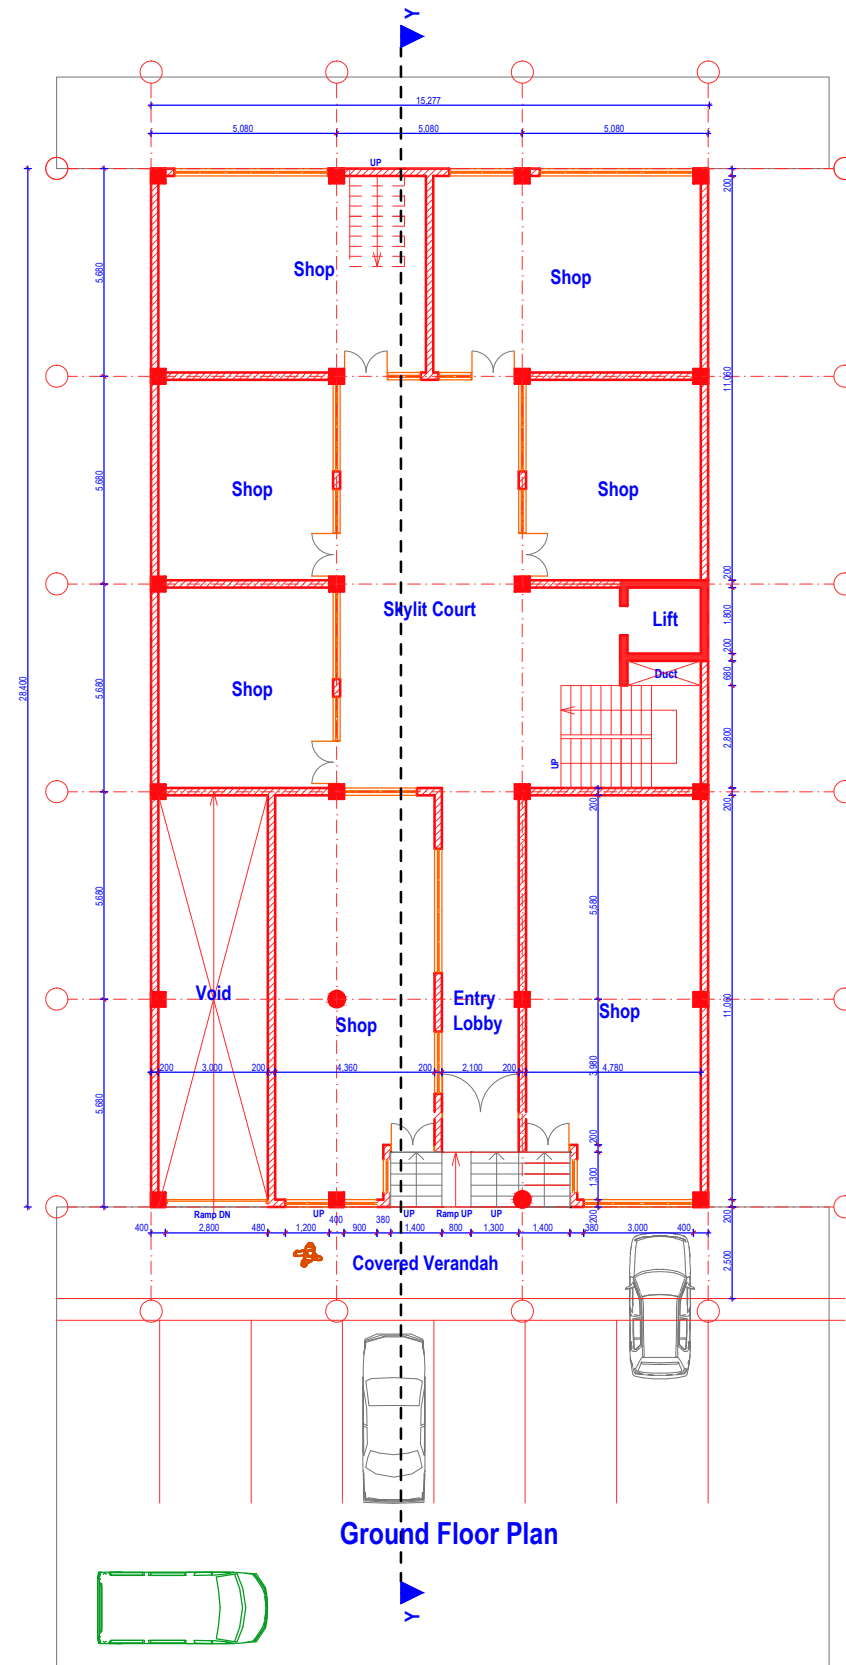 Y
15,277
5,080
5,080
5,080
UP
200
Shop
Shop
5,680
11,060
Shop
Shop
5,680
200
Skylit Court
Lift
1,800
200
Duct
680
Shop
28,400
5,680
2,800
UP
200
200
5,680
5,580
Void
Entry
Lobby
Shop
Shop
11,060
200
3,000
200
4,360
200
2,100
200
4,780
3,980
5,680
200
1,300
200
200
Ramp DN
UP
UP
Ramp UP
UP
400
2,800
480
1,200
400
900
380
1,400
800
1,300
1,400
380
3,000
400
2,500
Covered Verandah
Ground Floor Plan
Y